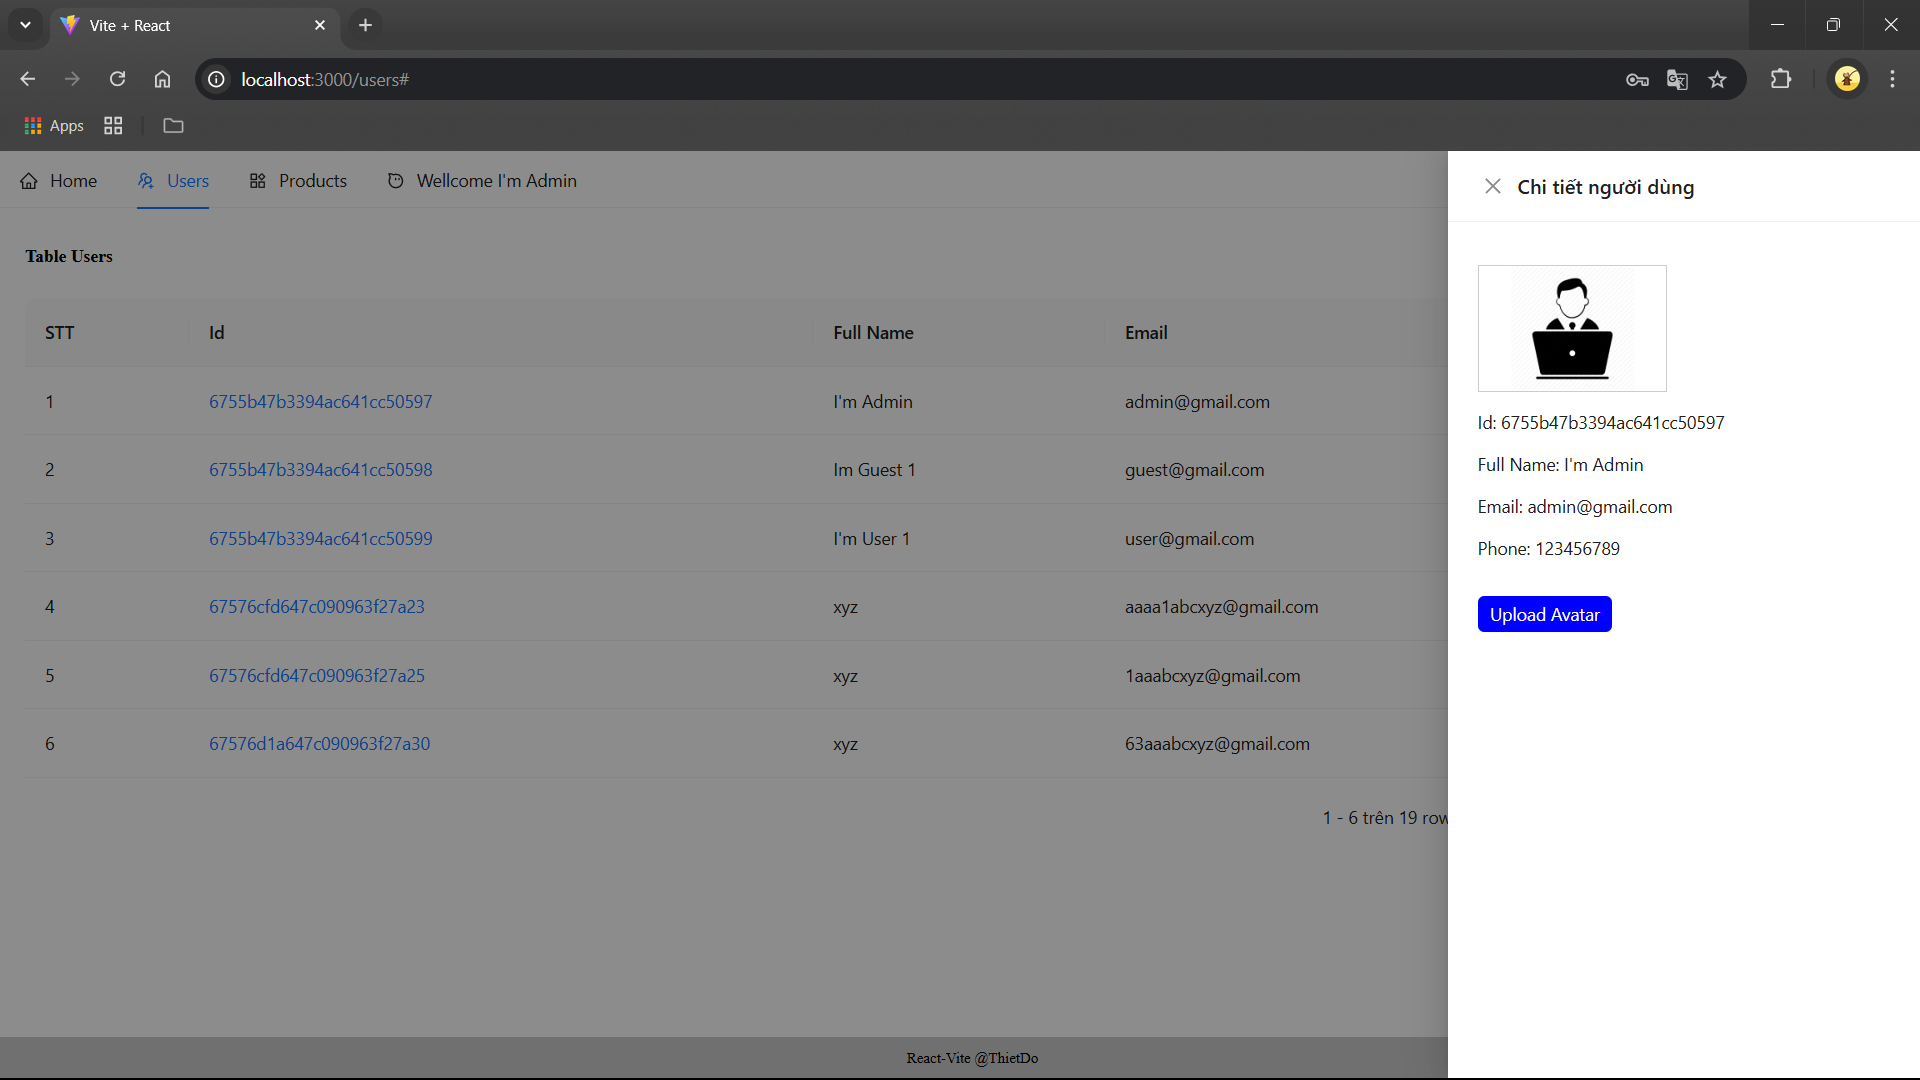 Vite + React
localhost:3000/users#
Apps
Home Users Products Wellcome I'm Admin
Table Users
STT Id Full Name Email
1 6755b47b3394ac641cc50597 I'm Admin admin@gmail.com
2 6755b47b3394ac641cc50598 Im Guest 1 guest@gmail.com
3 6755b47b3394ac641cc50599 I'm User 1 user@gmail.com
4 67576cfd647c090963f27a23 xyz aaaa1abcxyz@gmail.com
5 67576cfd647c090963f27a25 xyz 1aaabcxyz@gmail.com
6 67576d1a647c090963f27a30 xyz 63aaabcxyz@gmail.com
1 - 6 trên 19 row
React-Vite @ThietDo
Chi tiết người dùng
Id: 6755b47b3394ac641cc50597
Full Name: I'm Admin
Email: admin@gmail.com
Phone: 123456789
Upload Avatar